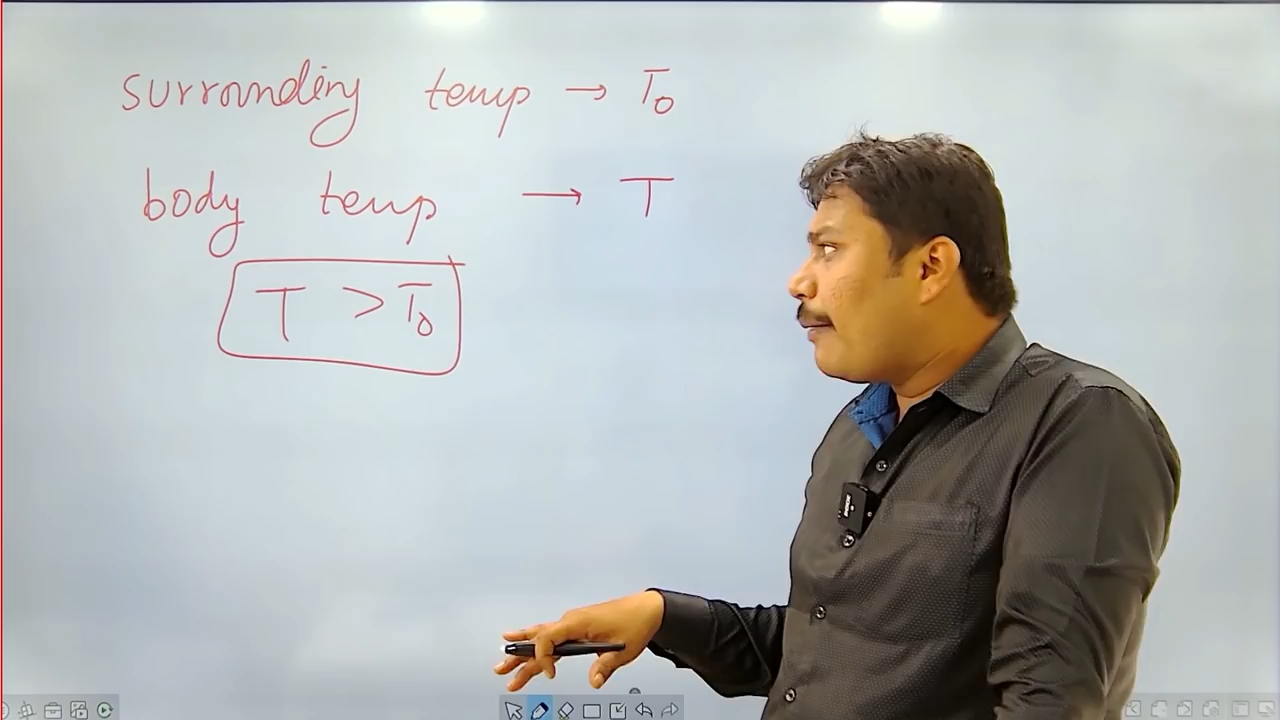 surrounding temp → T₀
body temp → T
T > T₀